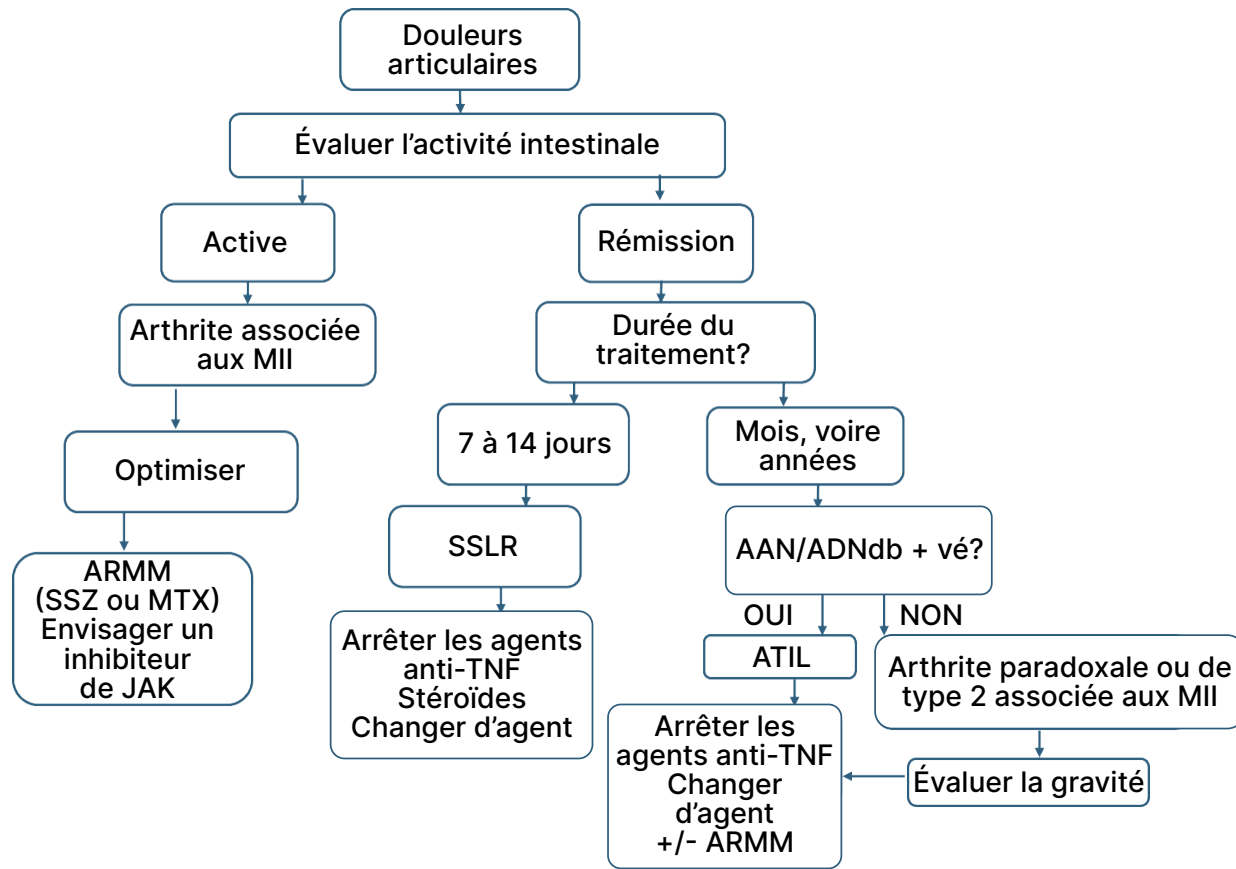 Douleurs
articulaires
Évaluer l’activité intestinale
Active
Rémission
Arthrite associée
aux MII
Durée du
traitement?
Optimiser
7 à 14 jours
Mois, voire
années
ARMM
(SSZ ou MTX)
Envisager un
inhibiteur
de JAK
SSLR
AAN/ADNdb + vé?
OUI
NON
Arrêter les agents
anti-TNF
Stéroïdes
Changer d’agent
ATIL
Arthrite paradoxale ou de
type 2 associée aux MII
Arrêter les
agents anti-TNF
Changer
d’agent
+/- ARMM
Évaluer la gravité